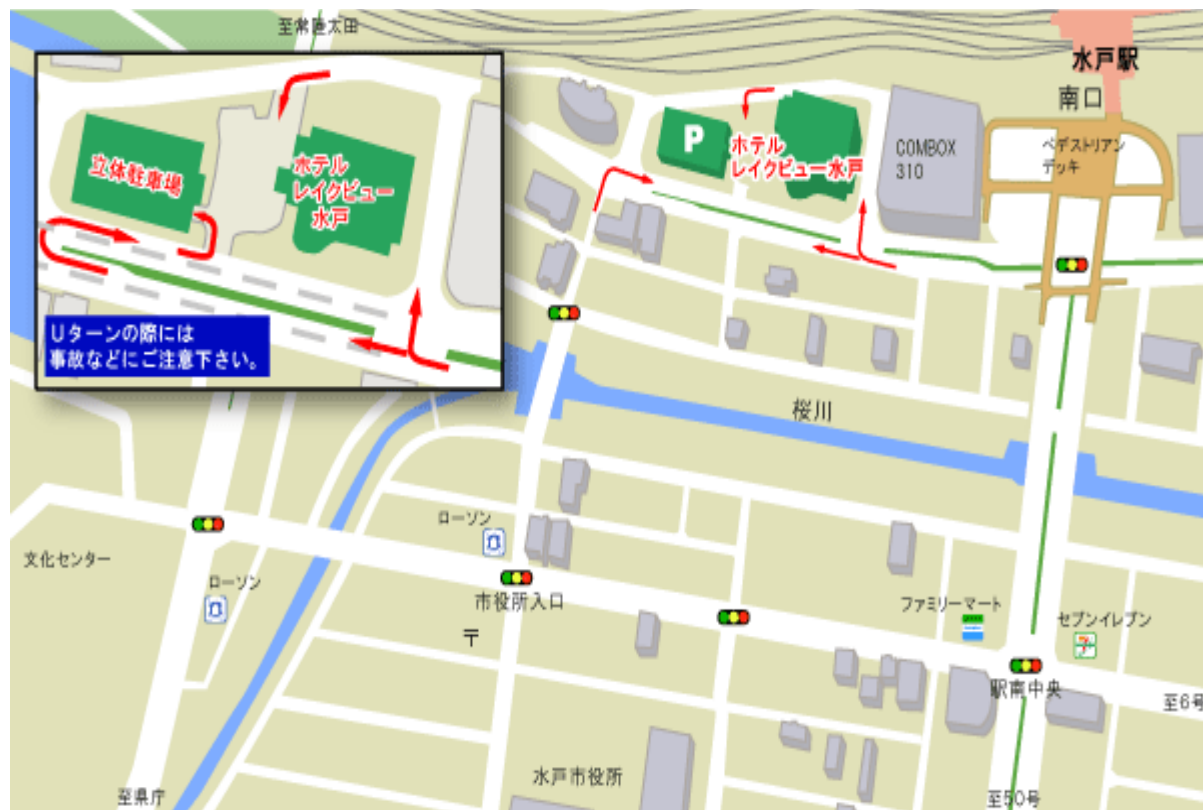 至常陸太田
水戸駅
南口
ペデストリアン
デッキ
COMBOX
310
P
ホテル
レイクビュー水戸
立体駐車場
ホテル
レイクビュー
水戸
Uターンの際には
事故などにご注意下さい。
桜川
ローソン
文化センター
ローソン
市役所入口
〒
ファミリーマート
セブンイレブン
駅南中央
至6号
水戸市役所
至県庁
至50号